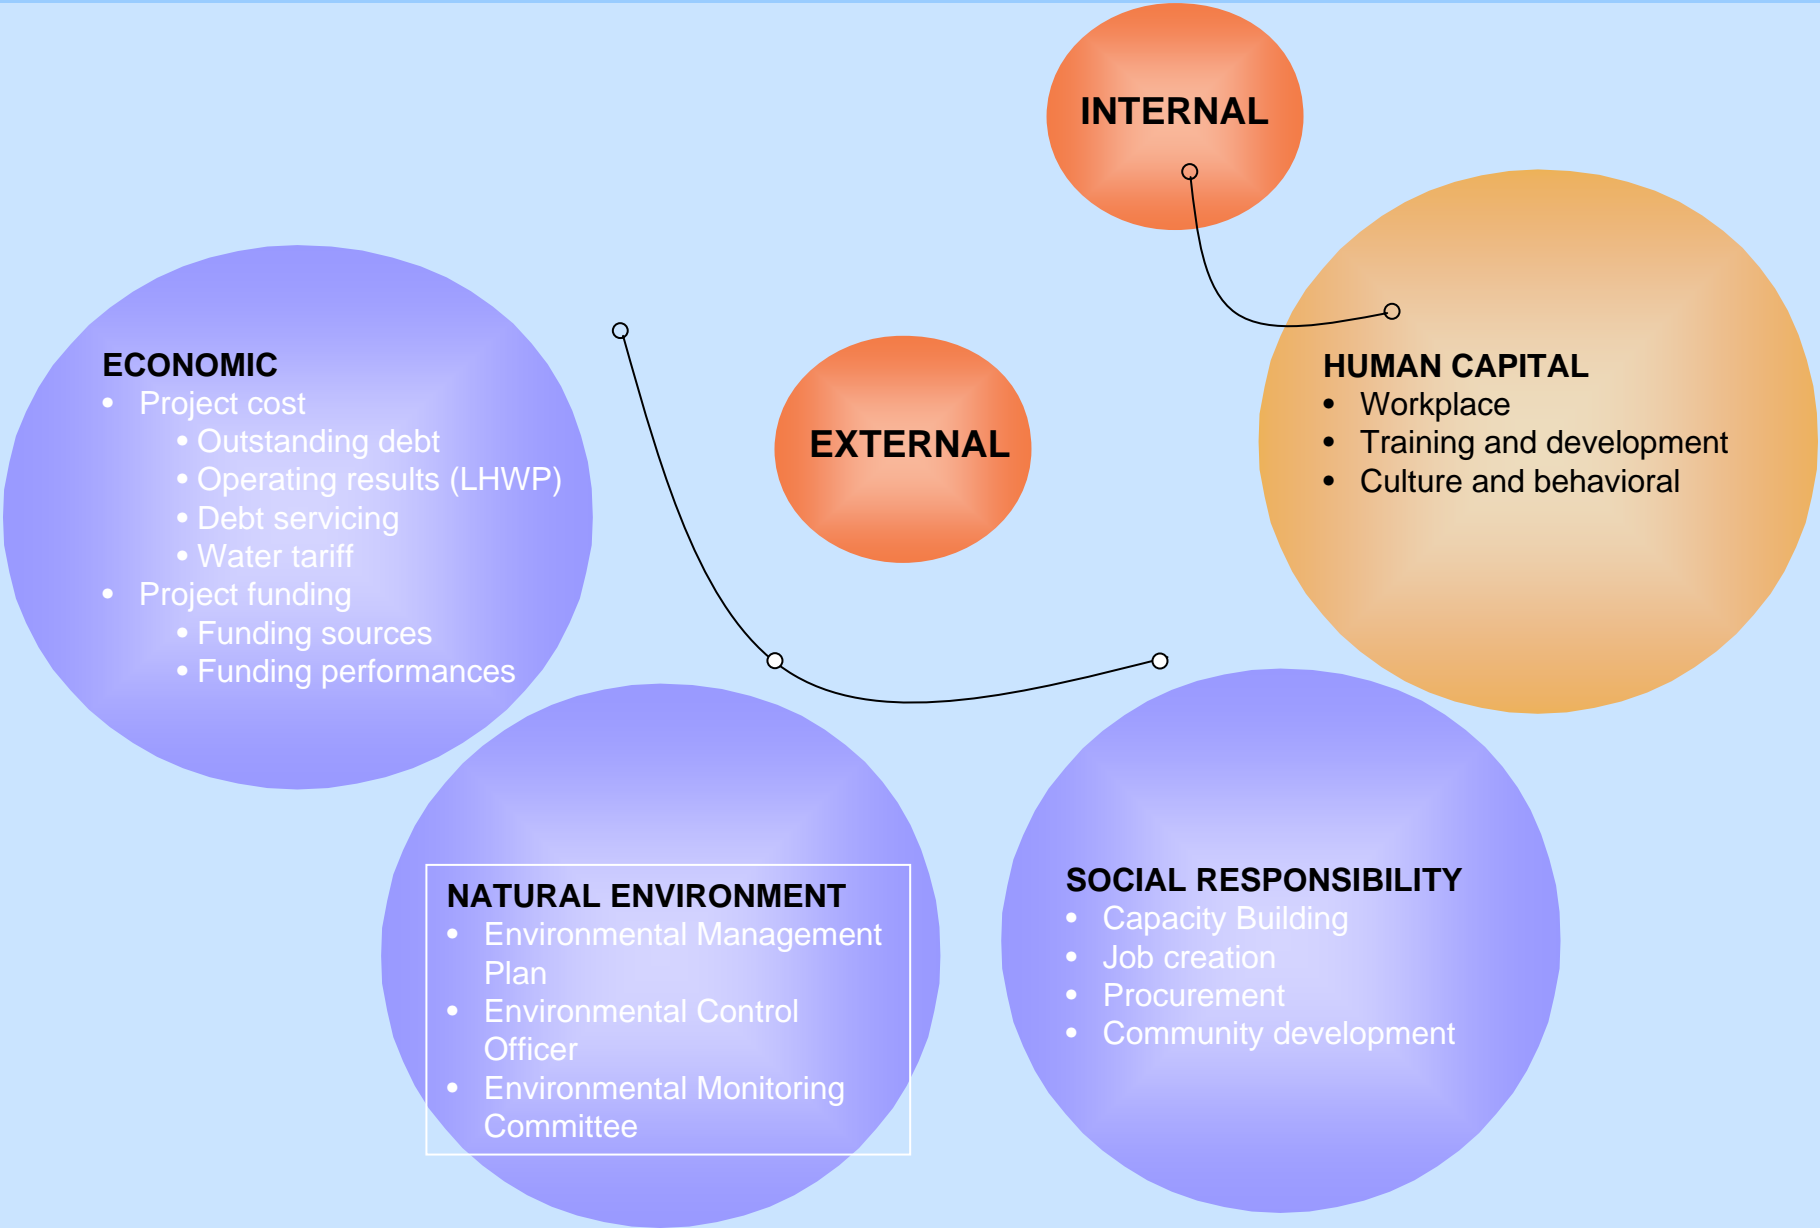 INTERNAL
EXTERNAL
ECONOMIC
• Project cost
• Outstanding debt
• Operating results (LHWP)
• Debt servicing
• Water tariff
• Project funding
• Funding sources
• Funding performances
HUMAN CAPITAL
• Workplace
• Training and development
• Culture and behavioral
NATURAL ENVIRONMENT
• Environmental Management
Plan
• Environmental Control
Officer
• Environmental Monitoring
Committee
SOCIAL RESPONSIBILITY
• Capacity Building
• Job creation
• Procurement
• Community development